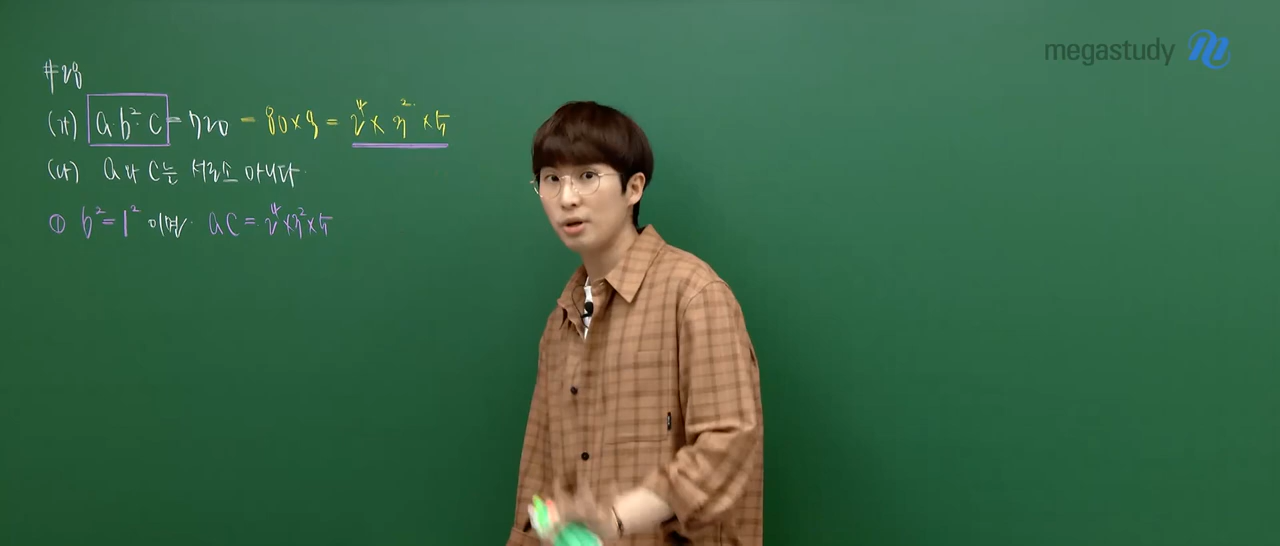 megastudy
#28
(가) a·b²·c = 720 = 80×9 = 2⁴×3²×5
(나) a와 c는 서로소 아니다.
① b²=1² 이면 ac = 2⁴×3²×5